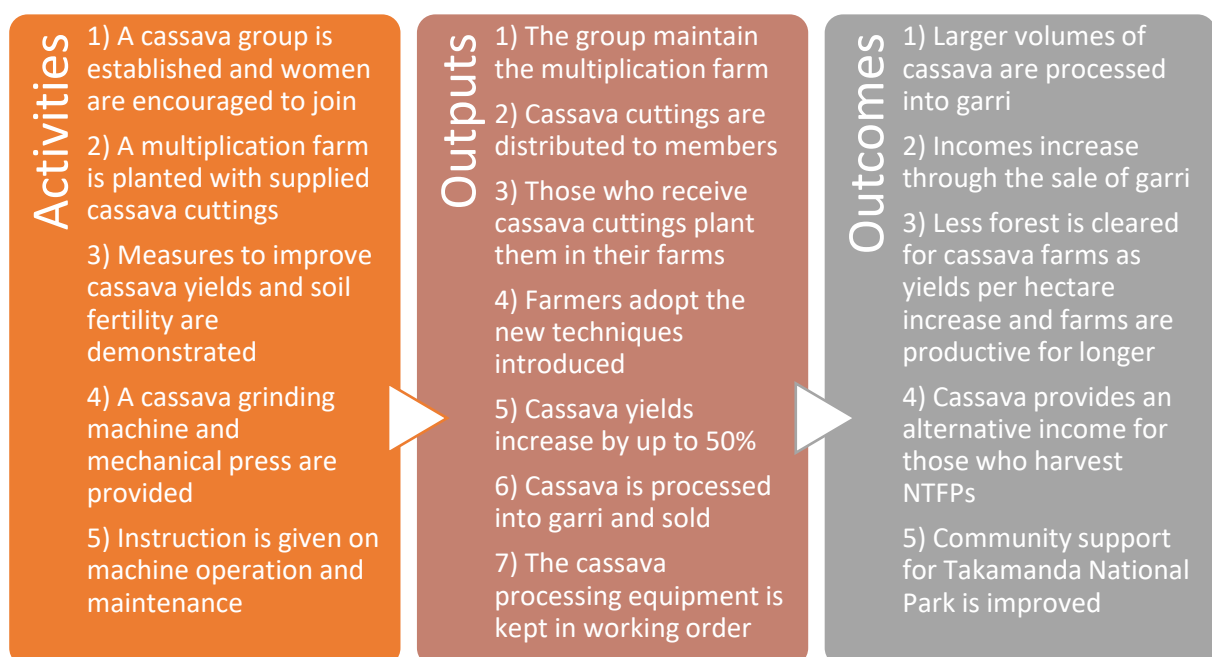 Activities
1) A cassava group is
established and women
are encouraged to join
2) A multiplication farm
is planted with supplied
cassava cuttings
3) Measures to improve
cassava yields and soil
fertility are
demonstrated
4) A cassava grinding
machine and
mechanical press are
provided
5) Instruction is given on
machine operation and
maintenance
Outputs
1) The group maintain
the multiplication farm
2) Cassava cuttings are
distributed to members
3) Those who receive
cassava cuttings plant
them in their farms
4) Farmers adopt the
new techniques
introduced
5) Cassava yields
increase by up to 50%
6) Cassava is processed
into garri and sold
7) The cassava
processing equipment is
kept in working order
Outcomes
1) Larger volumes of
cassava are processed
into garri
2) Incomes increase
through the sale of garri
3) Less forest is cleared
for cassava farms as
yields per hectare
increase and farms are
productive for longer
4) Cassava provides an
alternative income for
those who harvest
NTFPs
5) Community support
for Takamanda National
Park is improved